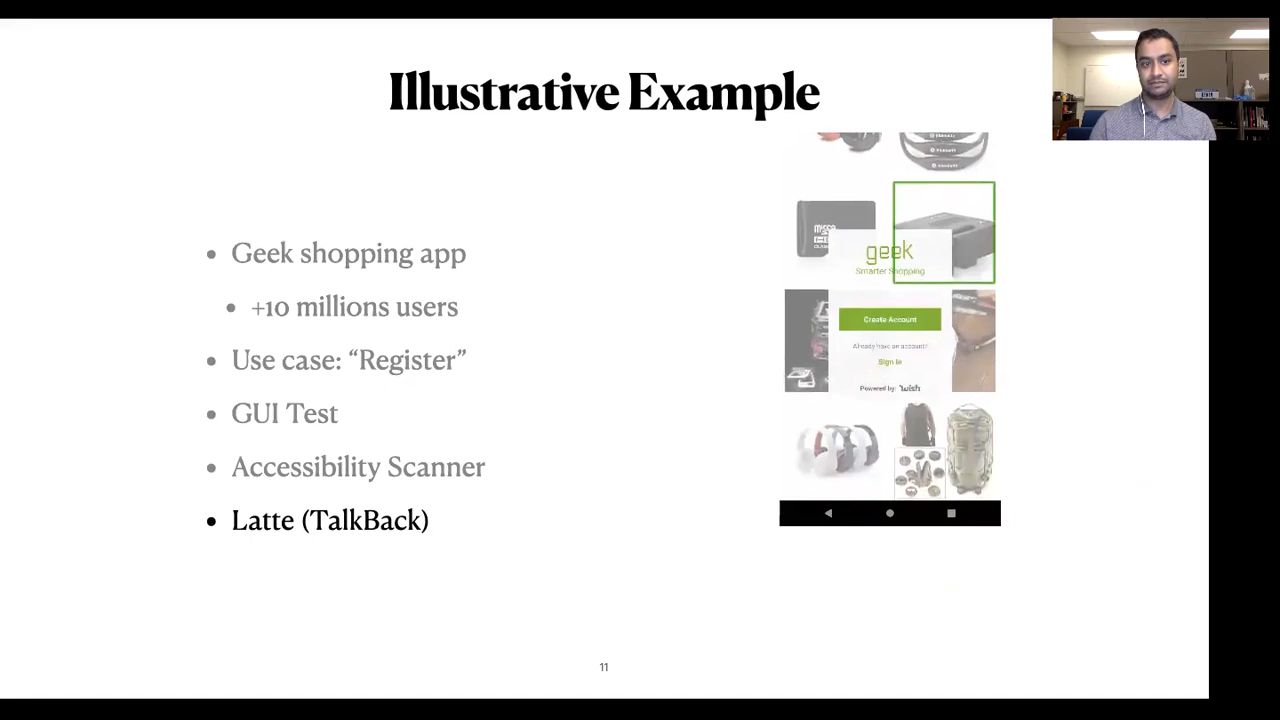 Illustrative Example
• Geek shopping app
• +10 millions users
• Use case: “Register”
• GUI Test
• Accessibility Scanner
• Latte (TalkBack)
geek
Smarter Shopping
Create Account
Already have an account?
Sign In
Powered by: wish
11